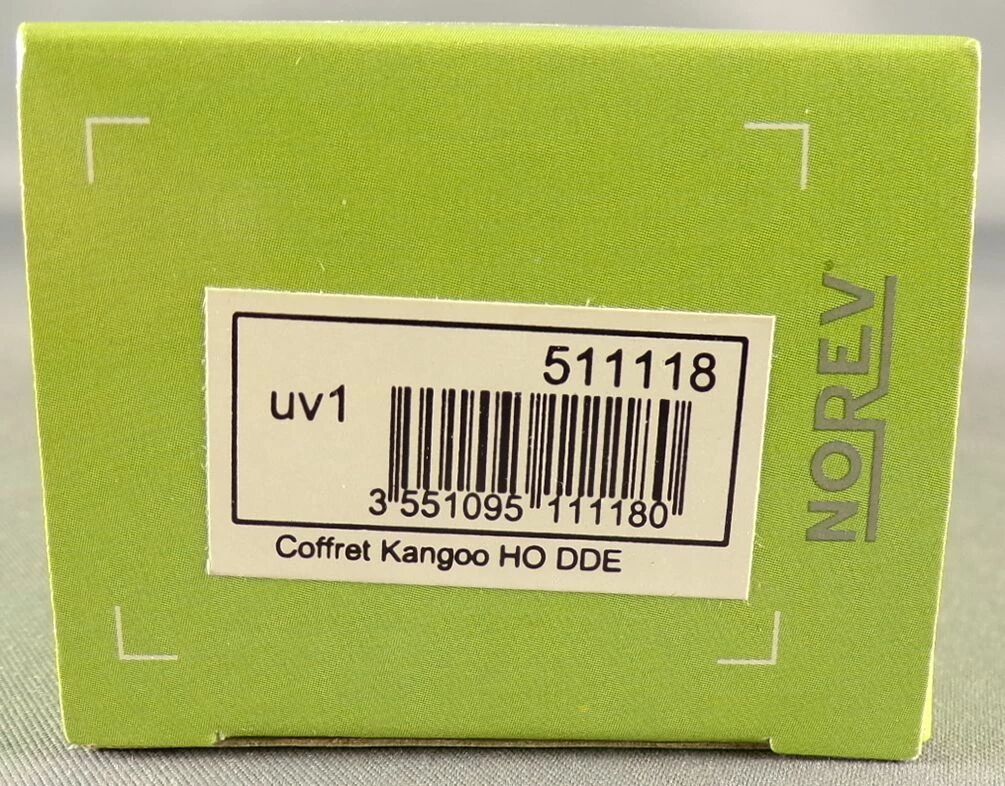 511118
uv1
3 551095 111180
Coffret Kangoo HO DDE
NOREV